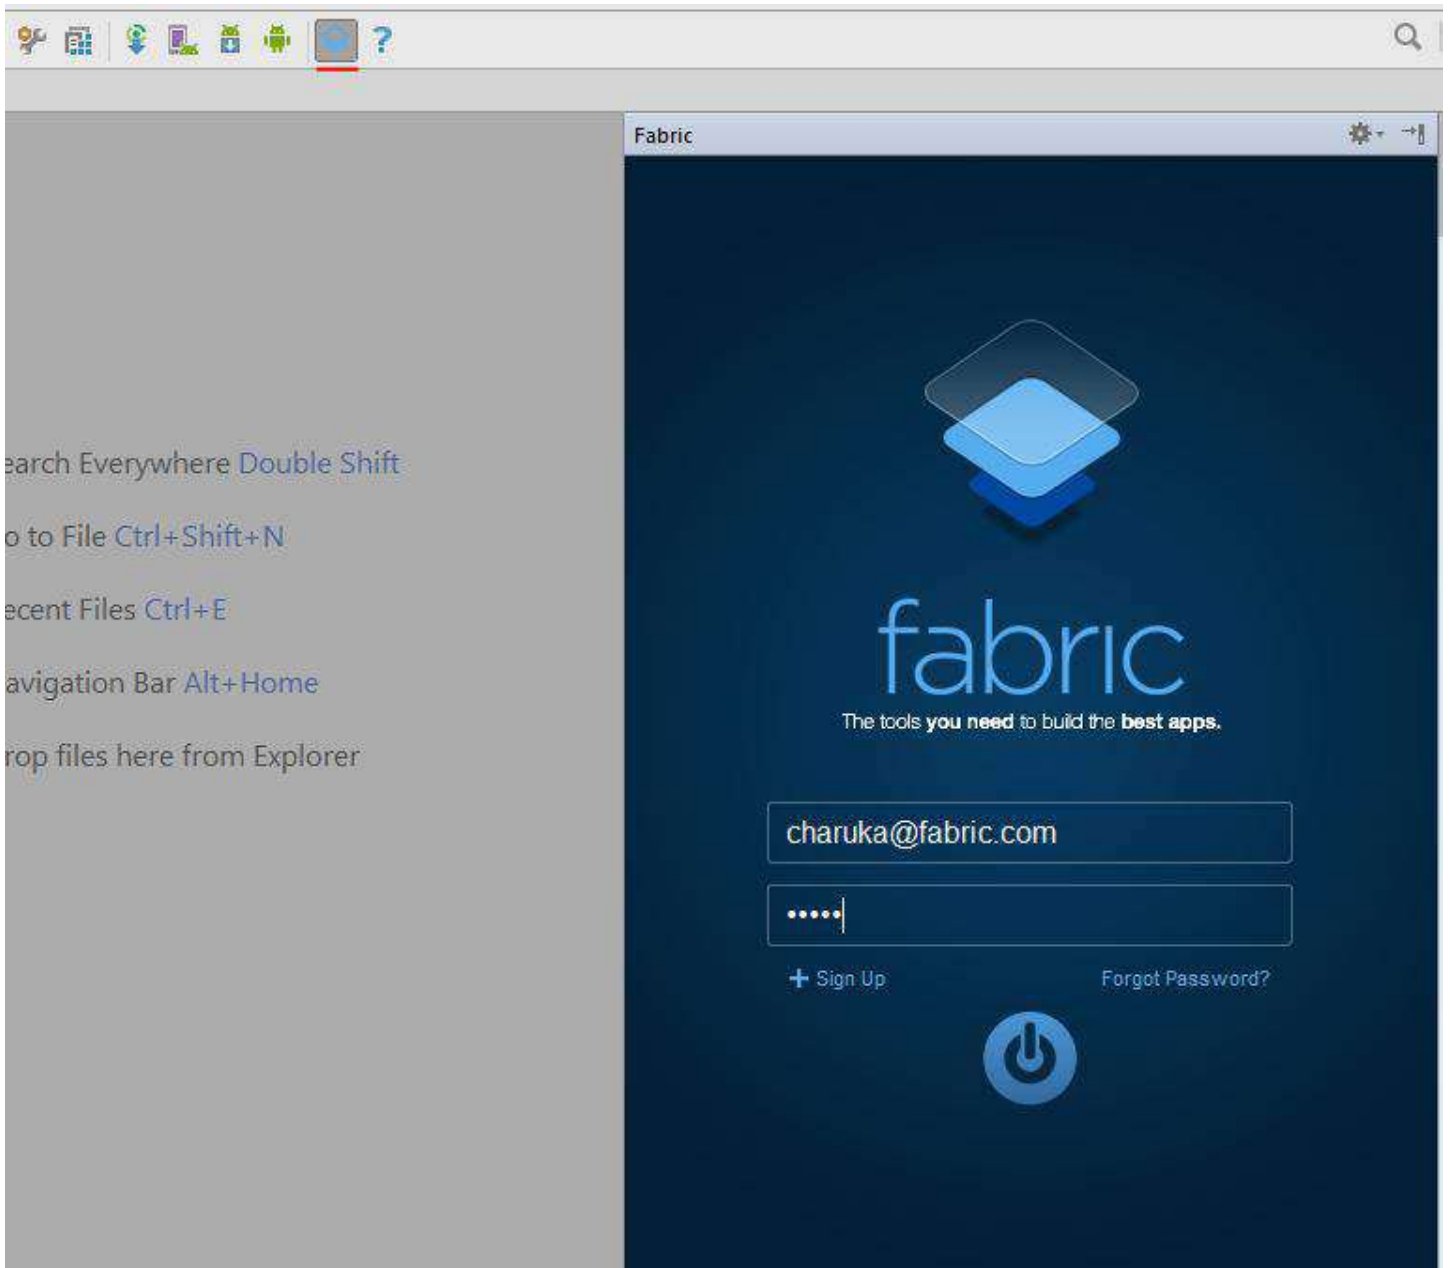 ?
Fabric
earch Everywhere Double Shift
o to File Ctrl+Shift+N
ecent Files Ctrl+E
avigation Bar Alt+Home
rop files here from Explorer
fabric
The tools you need to build the best apps.
charuka@fabric.com
•••••
+ Sign Up
Forgot Password?